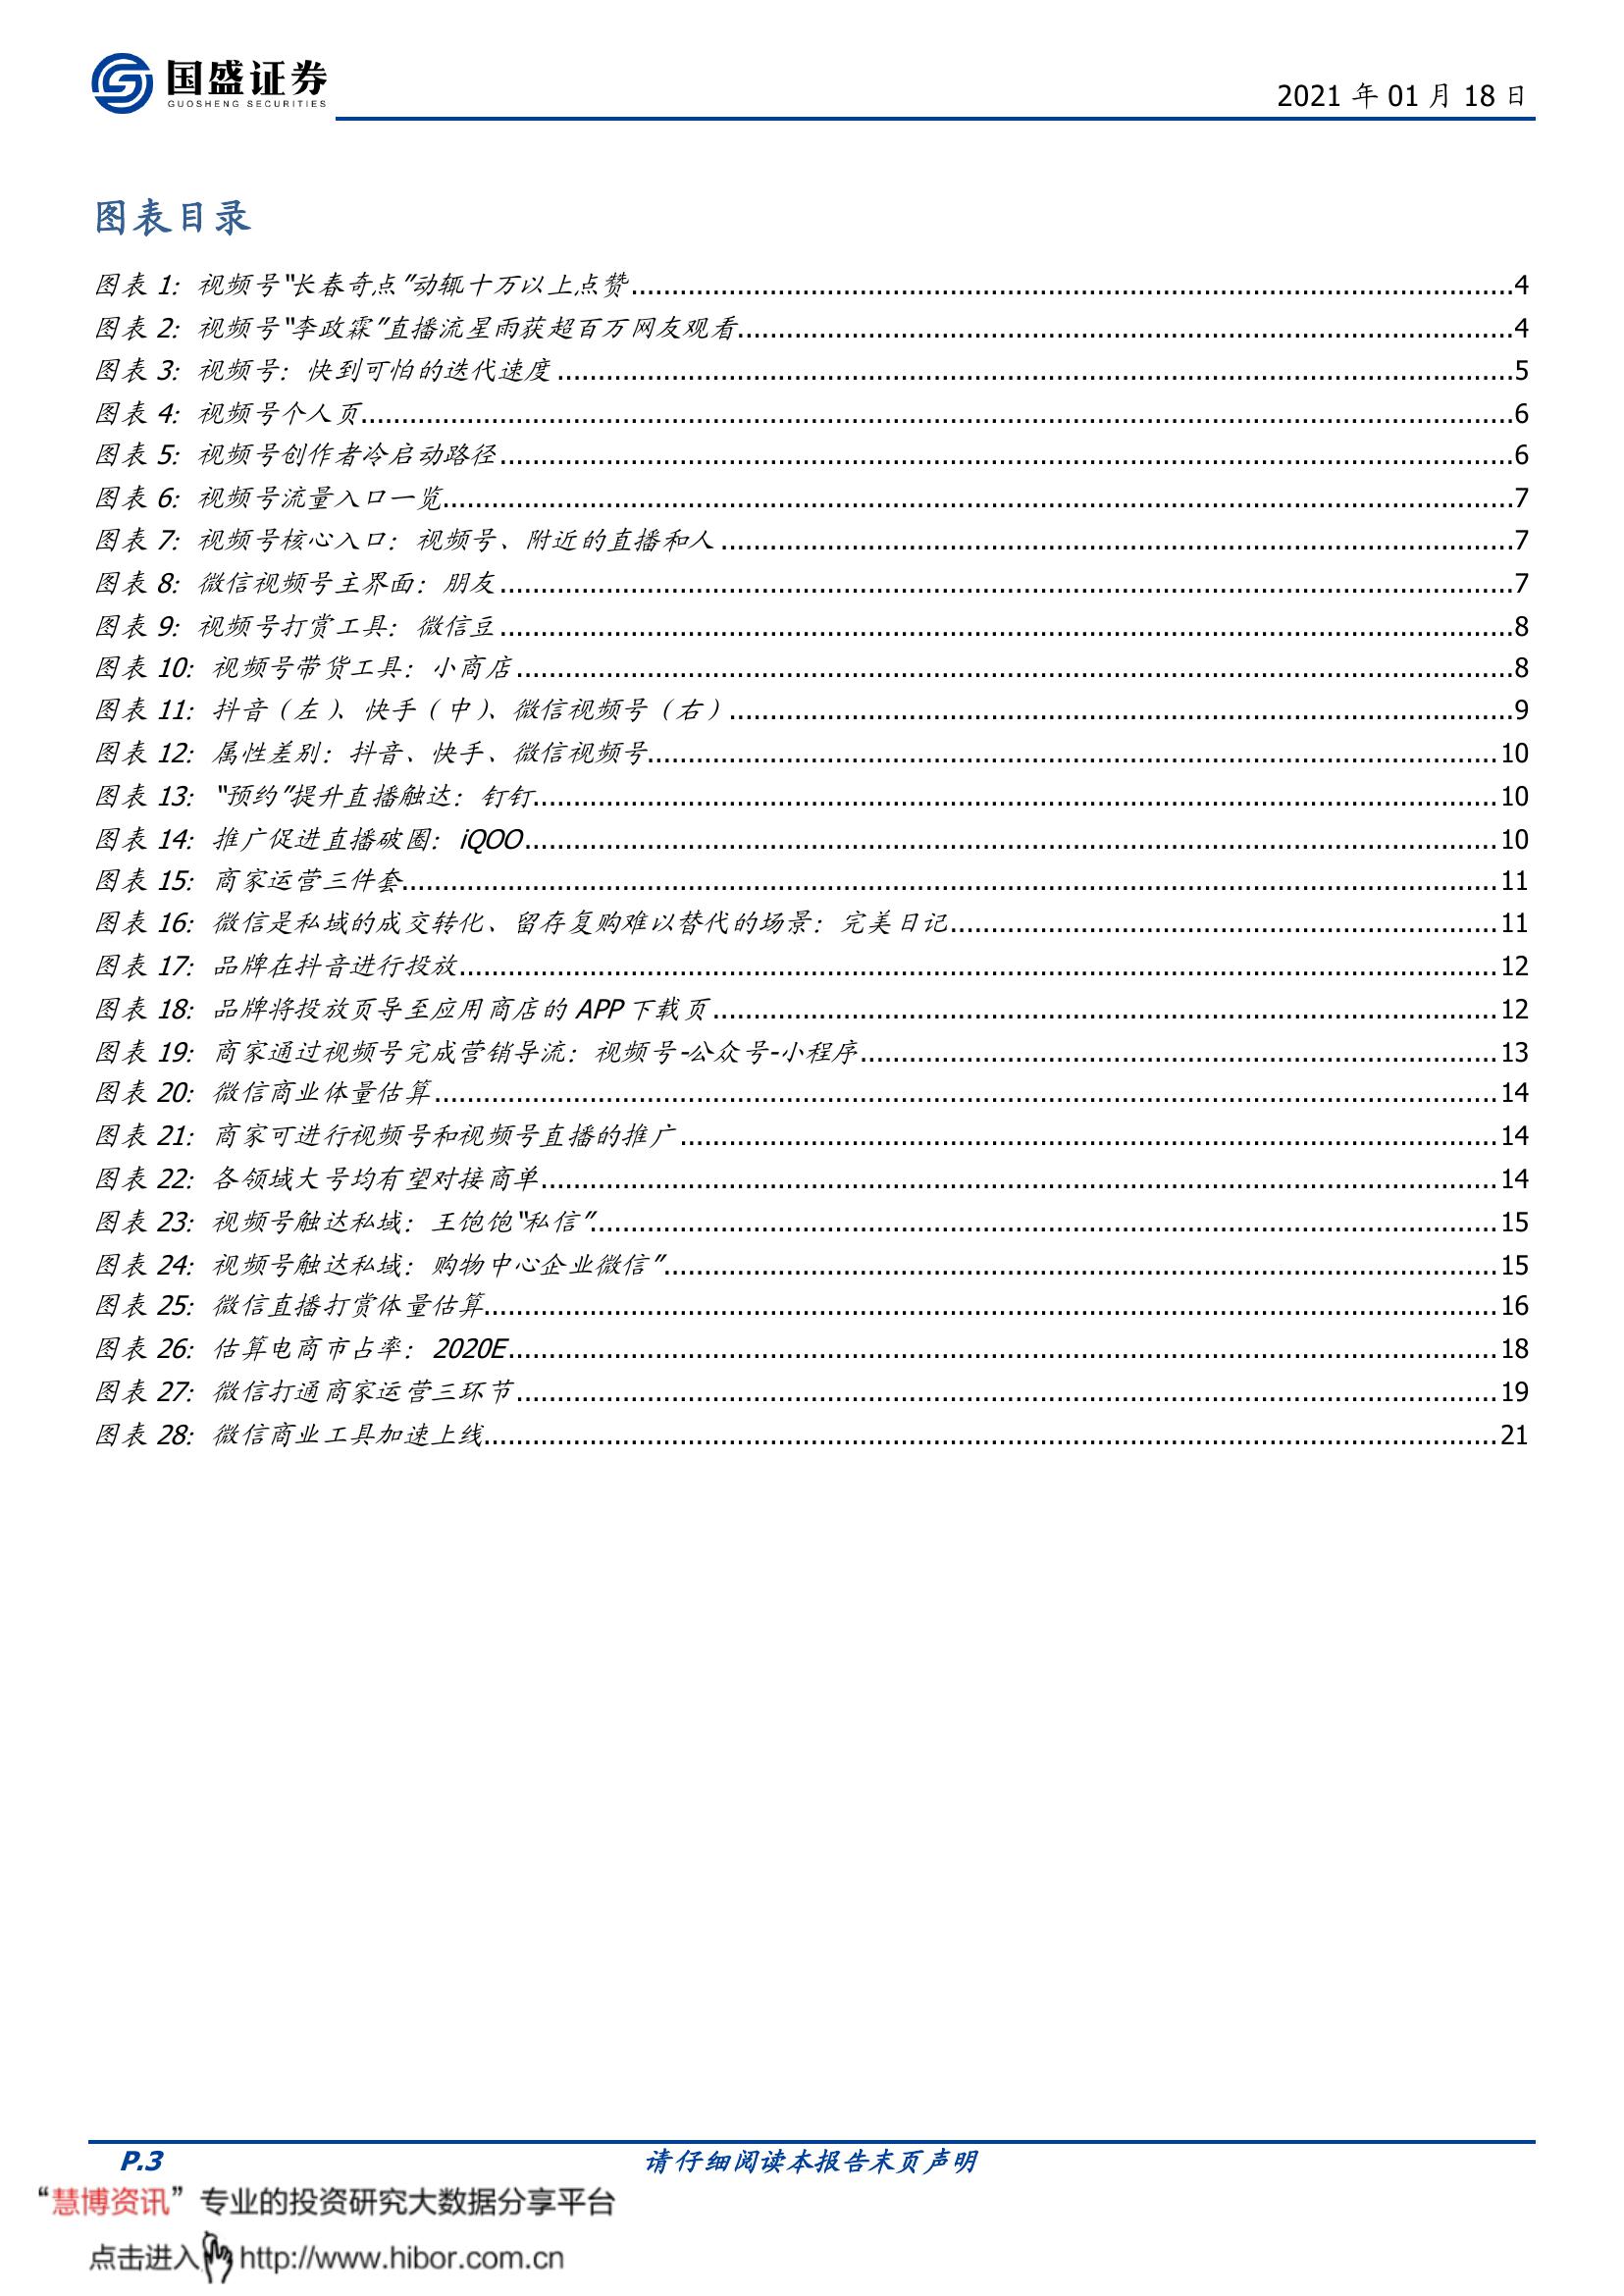 国盛证券
GUOSHENG SECURITIES
2021 年 01 月 18 日
图表目录
图表 1: 视频号“长春奇点”动辄十万以上点赞........................4
图表 2: 视频号“李政霖”直播流星雨获超百万网友观看........................4
图表 3: 视频号：快到可怕的迭代速度........................5
图表 4: 视频号个人页........................6
图表 5: 视频号创作者冷启动路径........................6
图表 6: 视频号流量入口一览........................7
图表 7: 视频号核心入口：视频号、附近的直播和人........................7
图表 8: 微信视频号主界面：朋友........................7
图表 9: 视频号打赏工具：微信豆........................8
图表 10: 视频号带货工具：小商店........................8
图表 11: 抖音（左）、快手（中）、微信视频号（右）........................9
图表 12: 属性差别：抖音、快手、微信视频号........................10
图表 13: “预约”提升直播触达：钉钉........................10
图表 14: 推广促进直播破圈：iQOO........................10
图表 15: 商家运营三件套........................11
图表 16: 微信是私域的成交转化、留存复购难以替代的场景：完美日记........................11
图表 17: 品牌在抖音进行投放........................12
图表 18: 品牌将投放页导至应用商店的 APP 下载页........................12
图表 19: 商家通过视频号完成营销导流：视频号-公众号-小程序........................13
图表 20: 微信商业体量估算........................14
图表 21: 商家可进行视频号和视频号直播的推广........................14
图表 22: 各领域大号均有望对接商单........................14
图表 23: 视频号触达私域：王饱饱“私信”........................15
图表 24: 视频号触达私域：购物中心企业微信”........................15
图表 25: 微信直播打赏体量估算........................16
图表 26: 估算电商市占率：2020E........................18
图表 27: 微信打通商家运营三环节........................19
图表 28: 微信商业工具加速上线........................21
P.3 请仔细阅读本报告末页声明
“慧博资讯”专业的投资研究大数据分享平台
点击进入 http://www.hibor.com.cn